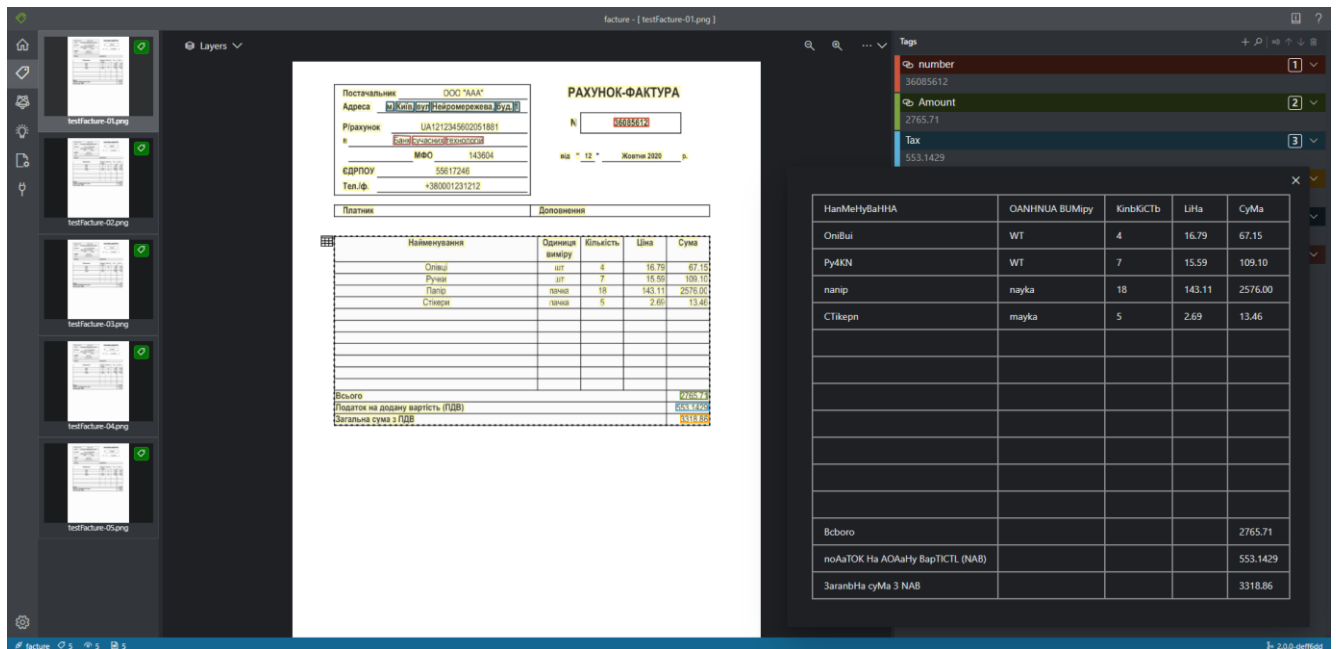 facture - [ testFacture-01.png ]
Layers
Tags
number
1
36085612
Amount
2
2765.71
Tax
3
553.1429
testFacture-01.png
testFacture-02.png
testFacture-03.png
testFacture-04.png
testFacture-05.png
Постачальник ООО "ААА"
Адреса м.Київ, вул Нейромережева, буд.
Р/рахунок UA1212345602051881
в Банк сучасних технологій
МФО 143604
ЄДРПОУ 55617246
Тел./ф. +380001231212
РАХУНОК-ФАКТУРА
N 36085612
від " 12 " Жовтня 2020 р.
Платник Доповнення
Найменування Одиниця виміру Кількість Ціна Сума
Олівці шт 4 16.79 67.15
Ручки шт 7 15.59 109.10
Папір пачка 18 143.11 2576.00
Стікери пачка 5 2.69 13.46
Всього 2765.71
Податок на додану вартість (ПДВ) 553.1429
Загальна сума з ПДВ 3318.86
HanMeHyBaHHA OANHNUA BUMipy KinbKiCTb LiHa CyMa
OniBui WT 4 16.79 67.15
Py4KN WT 7 15.59 109.10
nanip nayka 18 143.11 2576.00
CTikepn mayka 5 2.69 13.46
Bcboro 2765.71
noAaTOK Ha AOAaHy BapTICTL (NAB) 553.1429
3aranbHa cyMa 3 NAB 3318.86
facture 5 5 5
2.0.0-deff6dd